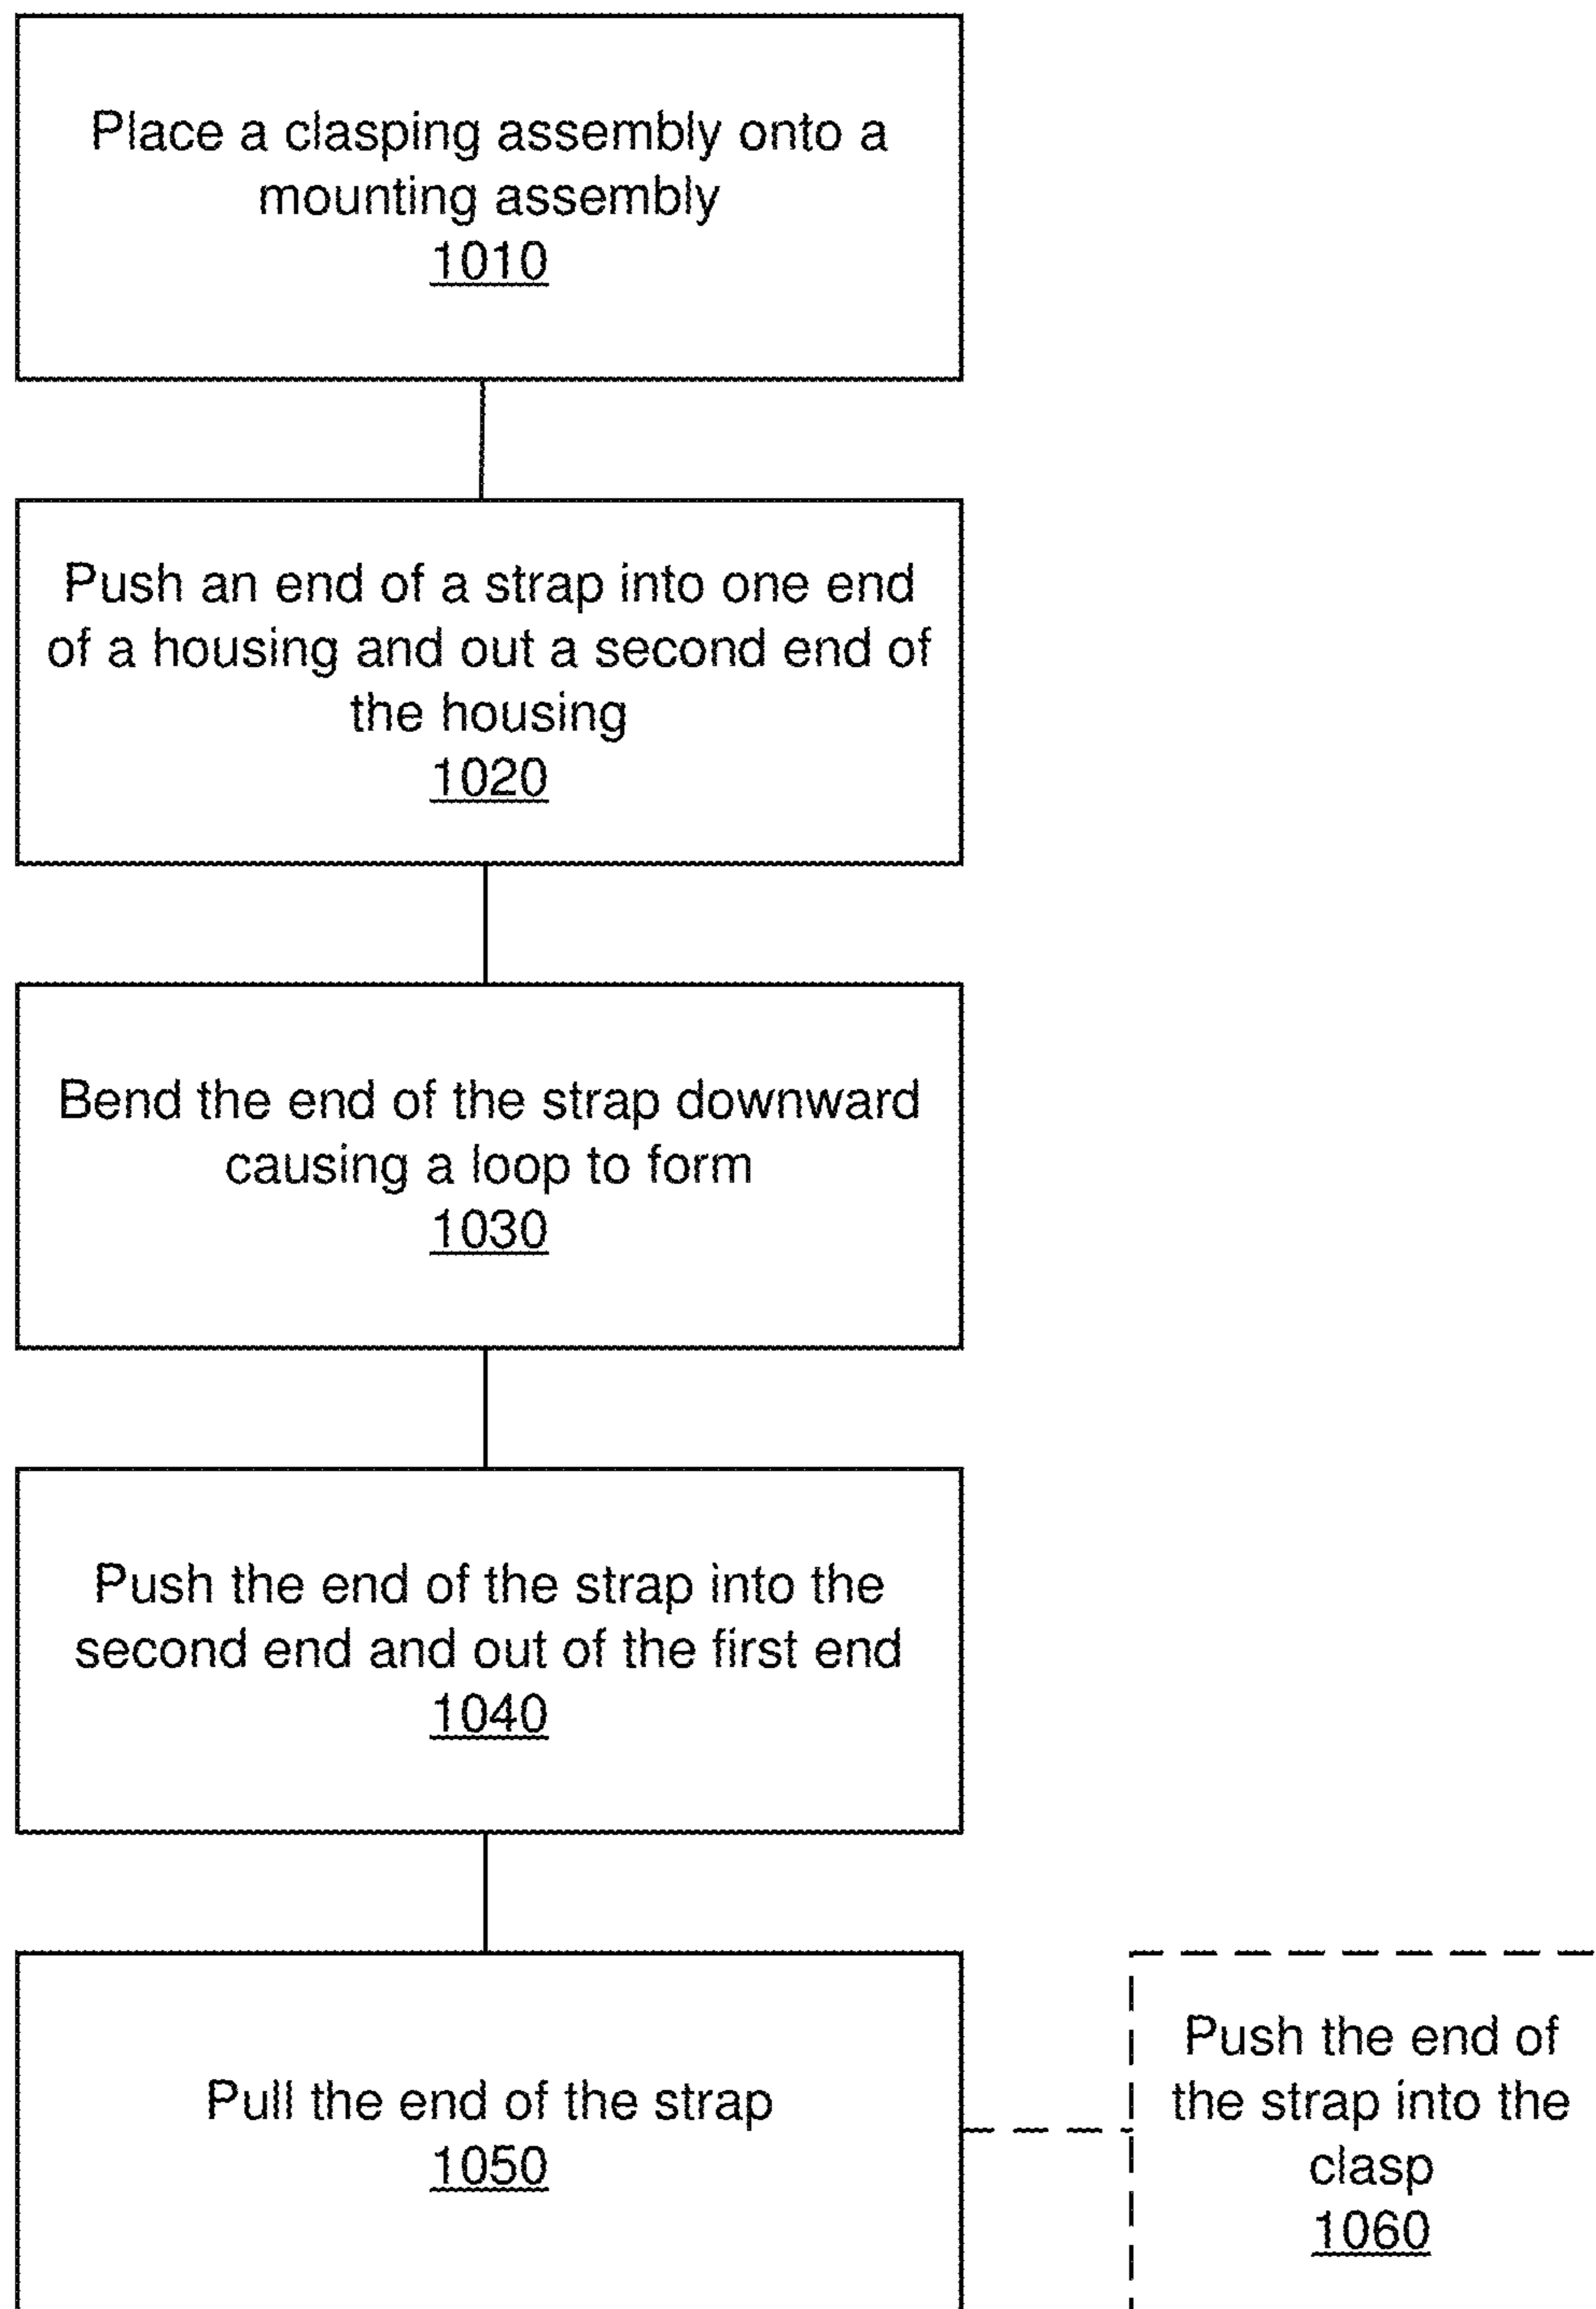 Place a clasping assembly onto a
mounting assembly
1010
Push an end of a strap into one end
of a housing and out a second end of
the housing
1020
Bend the end of the strap downward
causing a loop to form
1030
Push the end of the strap into the
second end and out of the first end
1040
Pull the end of the strap
1050
Push the end of
the strap into the
clasp
1060